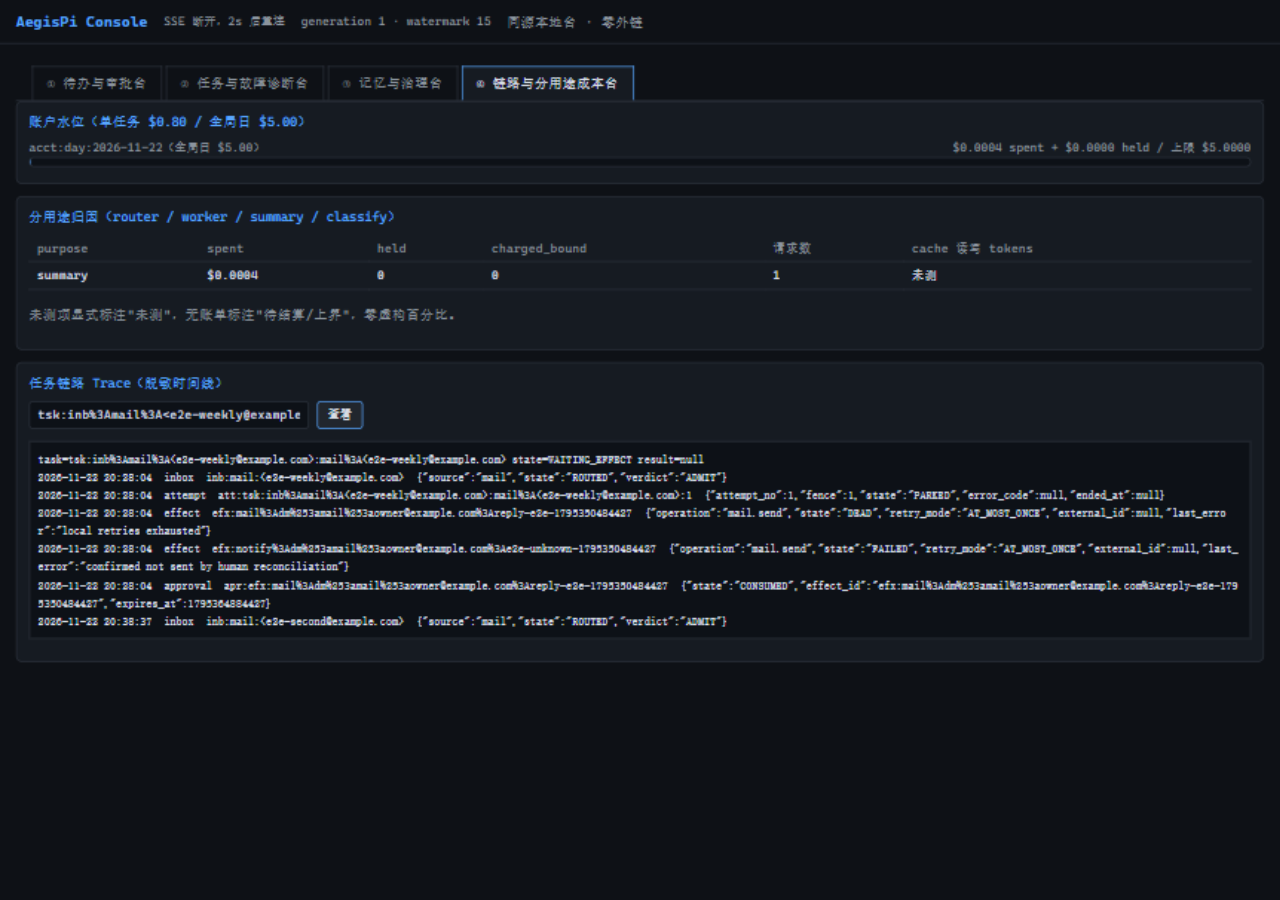 AegisPi Console SSE 断开，2s 后重连 generation 1 · watermark 15 同源本地台 · 零外链
① 待办与审批台 ② 任务与故障诊断台 ③ 记忆与治理台 ④ 链路与分用途成本台
账户水位（单任务 $0.80 / 全局日 $5.00）
acct:day:2026-11-22（全局日 $5.00） $0.0004 spent + $0.0000 held / 上限 $5.0000
分用途归因（router / worker / summary / classify）
purpose spent held charged_bound 请求数 cache 读写 tokens
summary $0.0004 0 0 1 未测
未测项显式标注"未测"，无账单标注"待结算/上界"，零虚构百分比。
任务链路 Trace（脱敏时间线）
tsk:inb%3Amail%3A<e2e-weekly@example 查看
task=tsk:inb%3Amail%3A<e2e-weekly@example.com>:mail%3A<e2e-weekly@example.com> state=WAITING_EFFECT result=null
2026-11-22 20:28:04 inbox inb:mail:<e2e-weekly@example.com> {"source":"mail","state":"ROUTED","verdict":"ADMIT"}
2026-11-22 20:28:04 attempt att:tsk:inb%3Amail%3A<e2e-weekly@example.com>:mail%3A<e2e-weekly@example.com>:1 {"attempt_no":1,"fence":1,"state":"PARKED","error_code":null,"ended_at":null}
2026-11-22 20:28:04 effect efx:mail%3Adm%253amail%253aowner@example.com%3Areply-e2e-1795350484427 {"operation":"mail.send","state":"DEAD","retry_mode":"AT_MOST_ONCE","external_id":null,"last_erro
r":"local retries exhausted"}
2026-11-22 20:28:04 effect efx:notify%3Adm%253amail%253aowner@example.com%3Ae2e-unknown-1795350484427 {"operation":"mail.send","state":"FAILED","retry_mode":"AT_MOST_ONCE","external_id":null,"last_
error":"confirmed not sent by human reconciliation"}
2026-11-22 20:28:04 approval apr:efx:mail%3Adm%253amail%253aowner@example.com%3Areply-e2e-1795350484427 {"state":"CONSUMED","effect_id":"efx:mail%3Adm%253amail%253aowner@example.com%3Areply-e2e-179
5350484427","expires_at":1795364884427}
2026-11-22 20:38:37 inbox inb:mail:<e2e-second@example.com> {"source":"mail","state":"ROUTED","verdict":"ADMIT"}